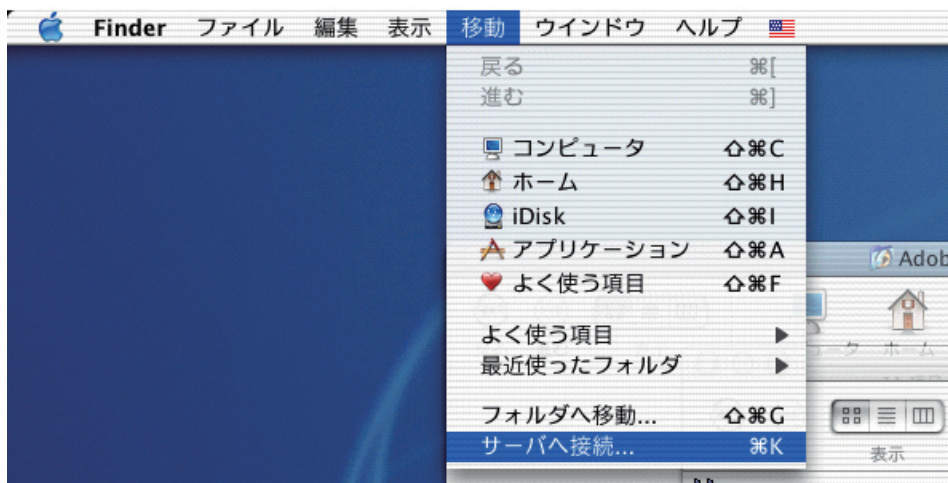 Finder ファイル 編集 表示 移動 ウインドウ ヘルプ
戻る ⌘[
進む ⌘]
コンピュータ ⇧⌘C
ホーム ⇧⌘H
iDisk ⇧⌘I
アプリケーション ⇧⌘A
よく使う項目 ⇧⌘F
よく使う項目 ▶
最近使ったフォルダ ▶
フォルダへ移動... ⇧⌘G
サーバへ接続... ⌘K
Adob
ータ ホーム
表示